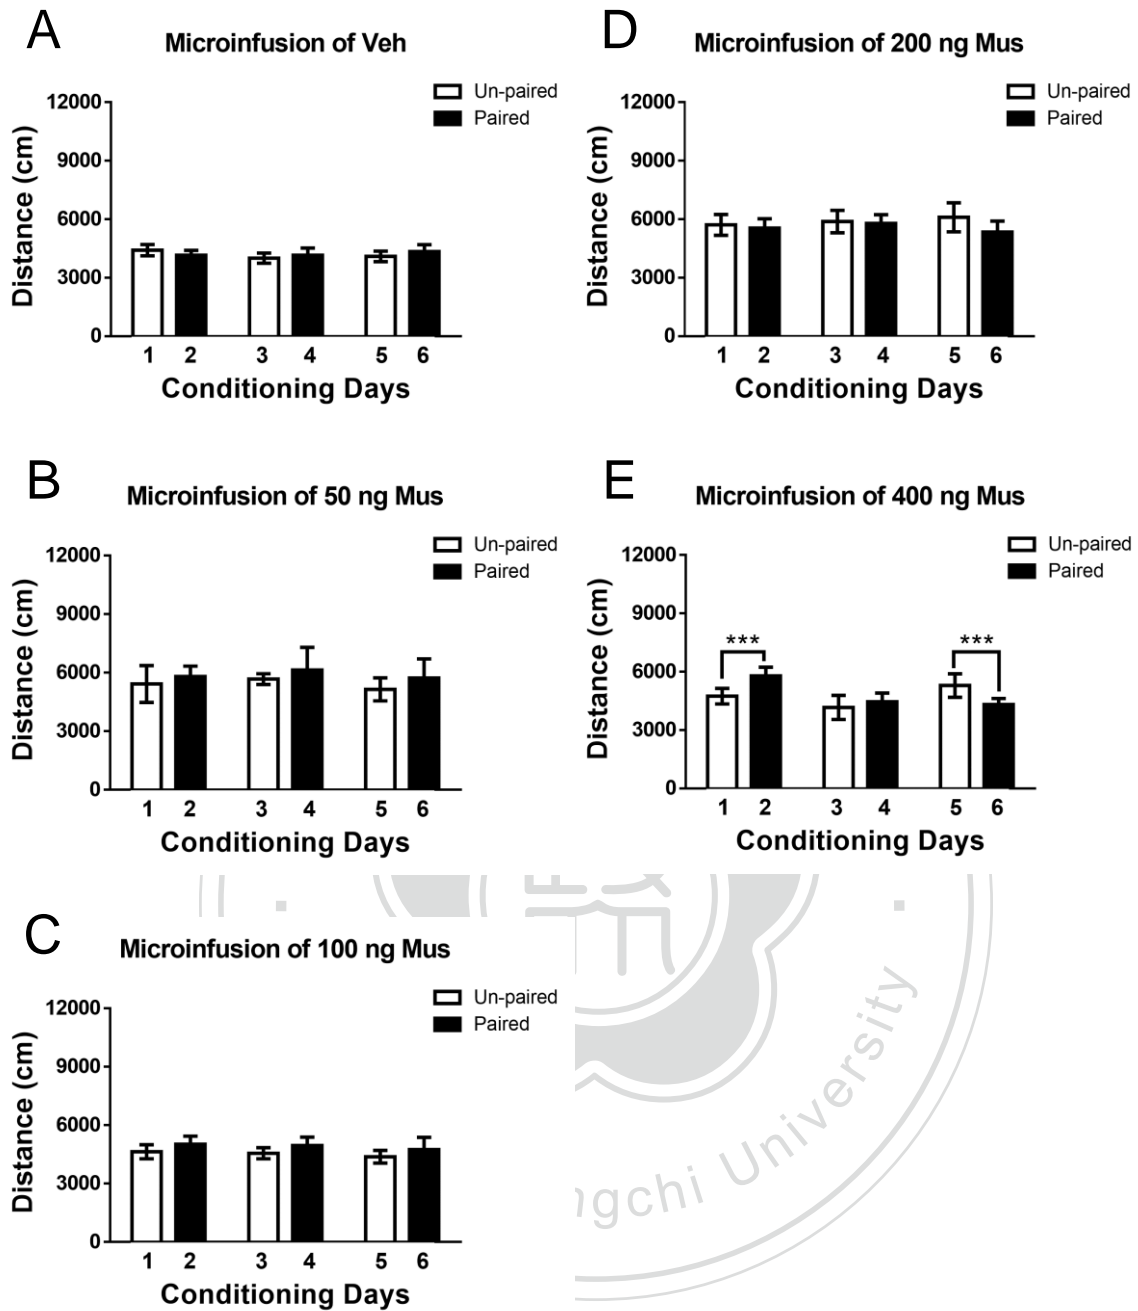 A
Microinfusion of Veh
Un-paired
Paired
Distance (cm)
12000
9000
6000
3000
0
1 2 3 4 5 6
Conditioning Days
B
Microinfusion of 50 ng Mus
Un-paired
Paired
Distance (cm)
12000
9000
6000
3000
0
1 2 3 4 5 6
Conditioning Days
C
Microinfusion of 100 ng Mus
Un-paired
Paired
Distance (cm)
12000
9000
6000
3000
0
1 2 3 4 5 6
Conditioning Days
D
Microinfusion of 200 ng Mus
Un-paired
Paired
Distance (cm)
12000
9000
6000
3000
0
1 2 3 4 5 6
Conditioning Days
E
Microinfusion of 400 ng Mus
Un-paired
Paired
Distance (cm)
12000
9000
6000
3000
0
*** ***
1 2 3 4 5 6
Conditioning Days
ngchi University